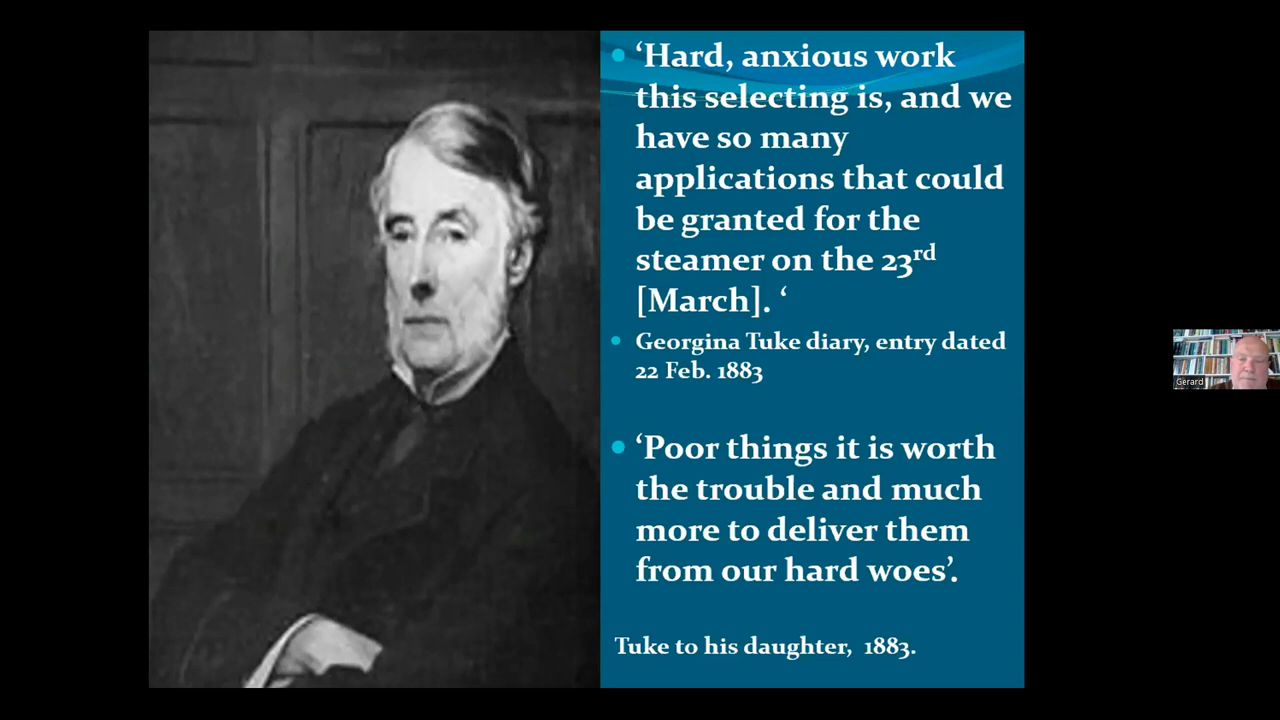 ‘Hard, anxious work
this selecting is, and we
have so many
applications that could
be granted for the
steamer on the 23rd
[March]. ‘
Georgina Tuke diary, entry dated
22 Feb. 1883
‘Poor things it is worth
the trouble and much
more to deliver them
from our hard woes’.
Tuke to his daughter, 1883.
Gerard